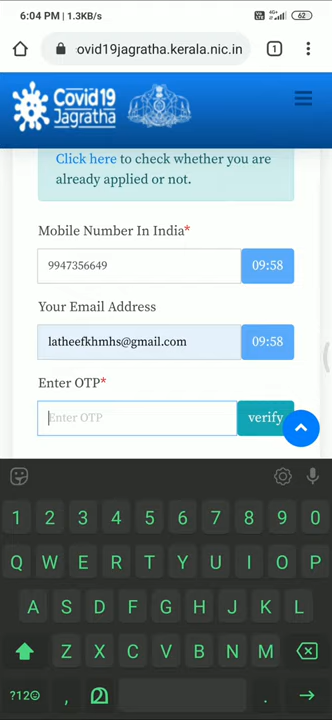 6:04 PM | 1.3KB/s
62
ovid19jagratha.kerala.nic.in
1
Covid19
Jagratha
Click here to check whether you are
already applied or not.
Mobile Number In India*
9947356649
09:58
Your Email Address
latheefkhmhs@gmail.com
09:58
Enter OTP*
Enter OTP
verify
1 2 3 4 5 6 7 8 9 0
Q W E R T Y U I O P
A S D F G H J K L
Z X C V B N M
?12☺ , മ .